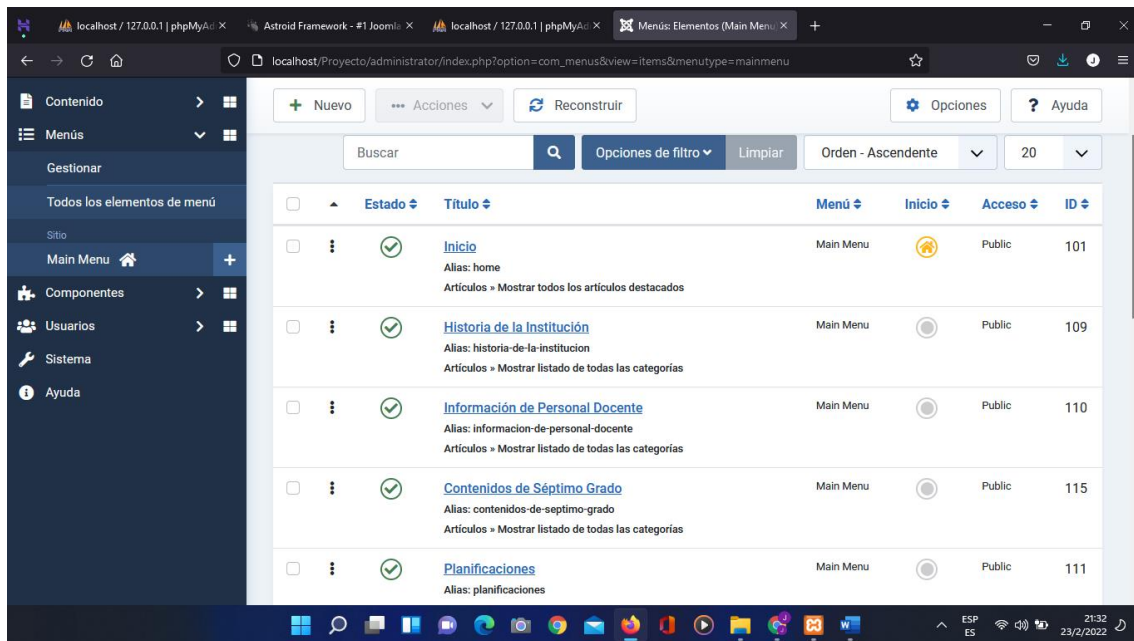 localhost / 127.0.0.1 | phpMyAd
Astroid Framework - #1 Joomla
localhost / 127.0.0.1 | phpMyAd
Menús: Elementos (Main Menu)
localhost/Proyecto/administrator/index.php?option=com_menus&view=items&menutype=mainmenu
Contenido
Menús
Gestionar
Todos los elementos de menú
Sitio
Main Menu
Componentes
Usuarios
Sistema
Ayuda
Nuevo
Acciones
Reconstruir
Opciones
Ayuda
Buscar
Opciones de filtro
Limpiar
Orden - Ascendente
20
Estado Título Menú Inicio Acceso ID
Inicio Main Menu Public 101
Alias: home
Artículos » Mostrar todos los artículos destacados
Historia de la Institución Main Menu Public 109
Alias: historia-de-la-institucion
Artículos » Mostrar listado de todas las categorías
Información de Personal Docente Main Menu Public 110
Alias: informacion-de-personal-docente
Artículos » Mostrar listado de todas las categorías
Contenidos de Séptimo Grado Main Menu Public 115
Alias: contenidos-de-septimo-grado
Artículos » Mostrar listado de todas las categorías
Planificaciones Main Menu Public 111
Alias: planificaciones
ESP
ES
21:32
23/2/2022